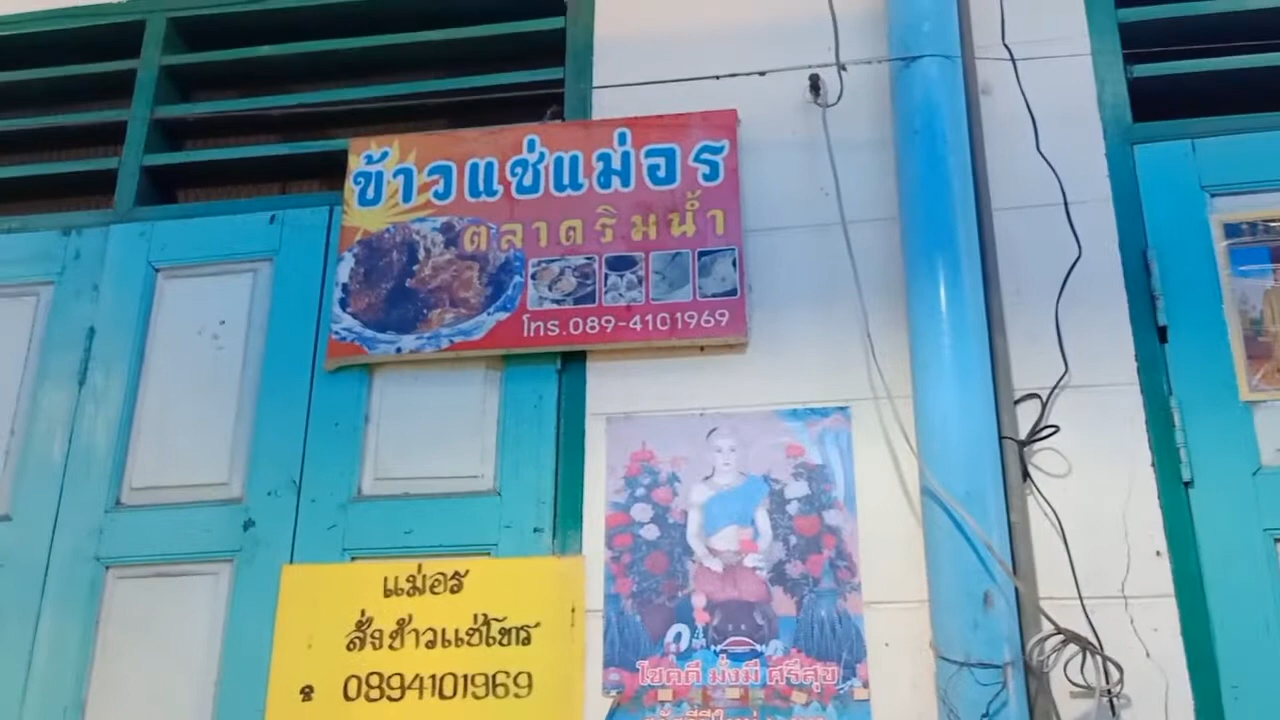 ข้าวแช่แม่อร
ตลาดริมน้ำ
โทร.089-4101969
แม่อร
สั่งข้าวแช่โทร
☎ 0894101969
โชคดี มั่งมี ศรีสุข